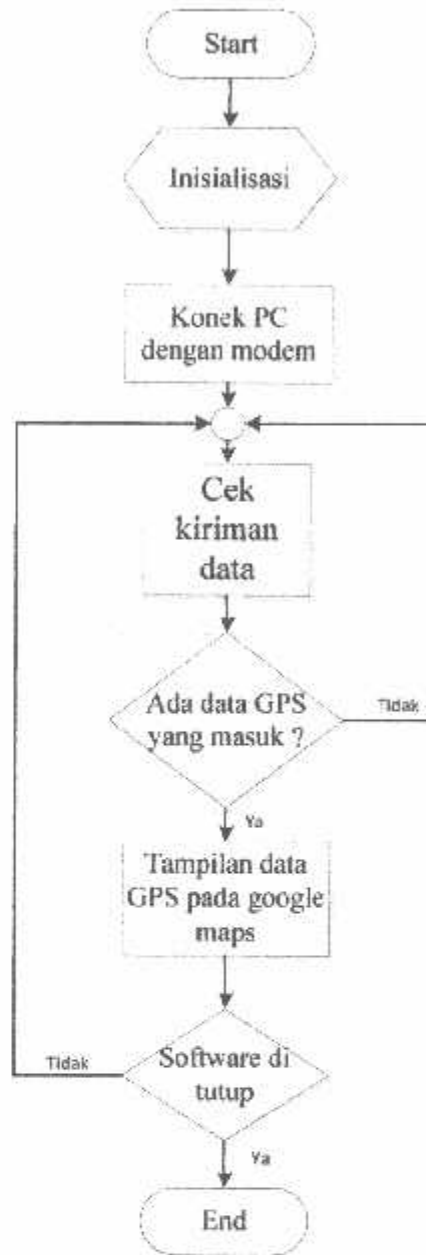 Start
Inisialisasi
Konek PC
dengan modem
Cek
kiriman
data
Ada data GPS
yang masuk ?
Tidak
Ya
Tampilan data
GPS pada google
maps
Software di
tutup
Tidak
Ya
End